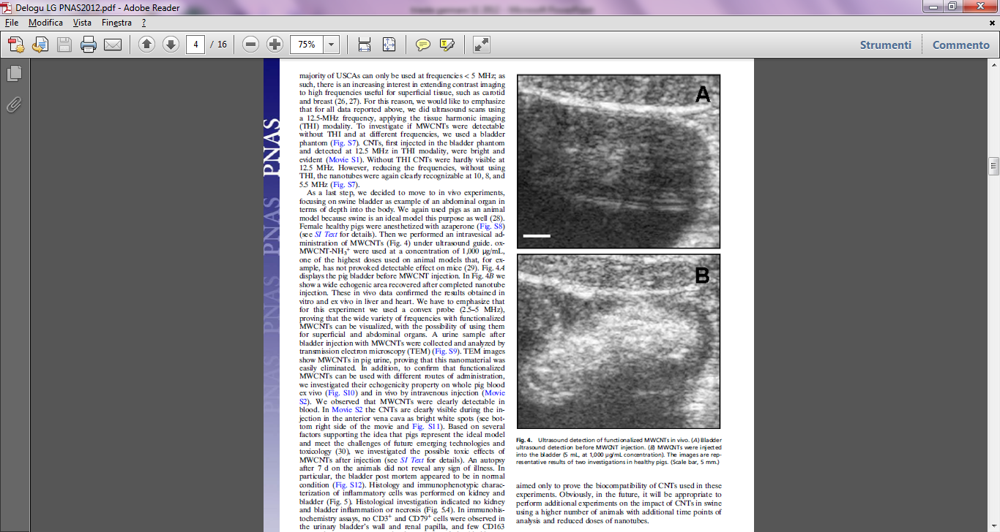 Delogu LG PNAS2012.pdf - Adobe Reader
File Modifica Vista Finestra ?
4 / 16 75% Strumenti Commento
PNAS PNAS PNAS PNAS
majority of USCAs can only be used at frequencies < 5 MHz; as
such, there is an increasing interest in extending contrast imaging
to high frequencies useful for superficial tissue, such as carotid
and breast (26, 27). For this reason, we would like to emphasize
that for all data reported above, we did ultrasound scans using
a 12.5-MHz frequency, applying the tissue harmonic imaging
(THI) modality. To investigate if MWCNTs were detectable
without THI and at different frequencies, we used a bladder
phantom (Fig. S7). CNTs, first injected in the bladder phantom
and detected at 12.5 MHz in THI modality, were bright and
evident (Movie S1). Without THI CNTs were hardly visible at
12.5 MHz. However, reducing the frequencies, without using
THI, the nanotubes were again clearly recognizable at 10, 8, and
5.5 MHz (Fig. S7).
As a last step, we decided to move to in vivo experiments,
focusing on swine bladder as example of an abdominal organ in
terms of depth into the body. We again used pigs as an animal
model because swine is an ideal model this purpose as well (28).
Female healthy pigs were anesthetized with azaperone (Fig. S8)
(see SI Text for details). Then we performed an intravesical ad-
ministration of MWCNTs (Fig. 4) under ultrasound guide. ox-
MWCNT-NH3+ were used at a concentration of 1,000 μg/mL,
one of the highest doses used on animal models that, for ex-
ample, has not provoked detectable effect on mice (29). Fig. 4A
displays the pig bladder before MWCNT injection. In Fig. 4B we
show a wide echogenic area recovered after completed nanotube
injection. These in vivo data confirmed the results obtained in
vitro and ex vivo in liver and heart. We have to emphasize that
for this experiment we used a convex probe (2.5–5 MHz),
proving that the wide variety of frequencies with functionalized
MWCNTs can be visualized, with the possibility of using them
for superficial and abdominal organs. A urine sample after
bladder injection with MWCNTs were collected and analyzed by
transmission electron microscopy (TEM) (Fig. S9). TEM images
show MWCNTs in pig urine, proving that this nanomaterial was
easily eliminated. In addition, to confirm that functionalized
MWCNTs can be used with different routes of administration,
we investigated their echogenicity property on whole pig blood
ex vivo (Fig. S10) and in vivo by intravenous injection (Movie
S2). We observed that MWCNTs were clearly detectable in
blood. In Movie S2 the CNTs are clearly visible during the in-
jection in the anterior vena cava as bright white spots (see bot-
tom right side of the movie and Fig. S11). Based on several
factors supporting the idea that pigs represent the ideal model
and meet the challenges of future emerging technologies and
toxicology (30), we investigated the possible toxic effects of
MWCNTs after injection (see SI Text for details). An autopsy
after 7 d on the animals did not reveal any sign of illness. In
particular, the bladder post mortem appeared to be in normal
condition (Fig. S12). Histology and immunophenotypic charac-
terization of inflammatory cells was performed on kidney and
bladder (Fig. 5). Histological investigation indicated no kidney
and bladder inflammation or necrosis (Fig. 5A). In immunohis-
tochemistry assays, no CD3+ and CD79+ cells were observed in
the urinary bladder's wall and renal papilla, and few CD163
A
B
Fig. 4. Ultrasound detection of functionalized MWCNTs in vivo. (A) Bladder
ultrasound detection before MWCNT injection. (B) MWCNTs were injected
into the bladder (5 mL, at 1,000 μg/mL concentration). The images are rep-
resentative results of two investigations in healthy pigs. (Scale bar, 5 mm.)
aimed only to prove the biocompatibility of CNTs used in these
experiments. Obviously, in the future, it will be appropriate to
perform additional experiments on the impact of CNTs in swine
using a higher number of animals with additional time points of
analysis and reduced doses of nanotubes.